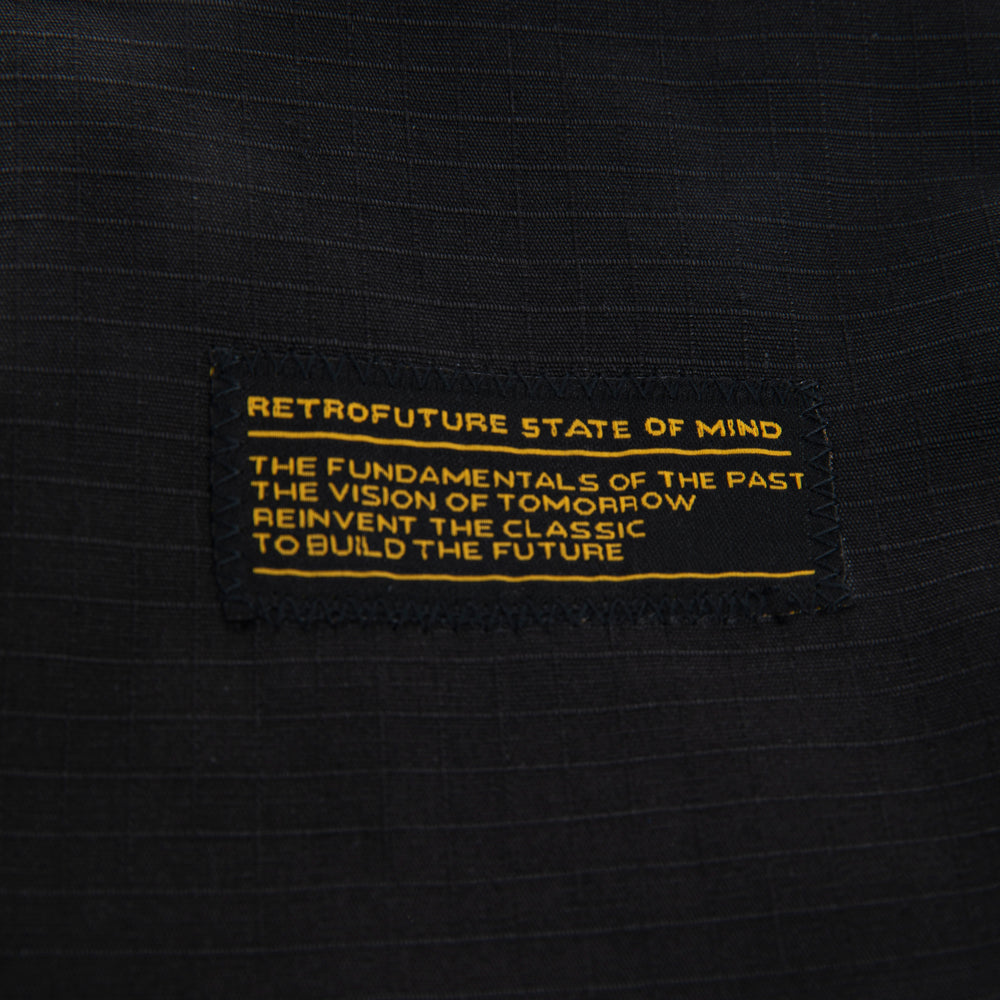 RETROFUTURE STATE OF MIND
THE FUNDAMENTALS OF THE PAST
THE VISION OF TOMORROW
REINVENT THE CLASSIC
TO BUILD THE FUTURE